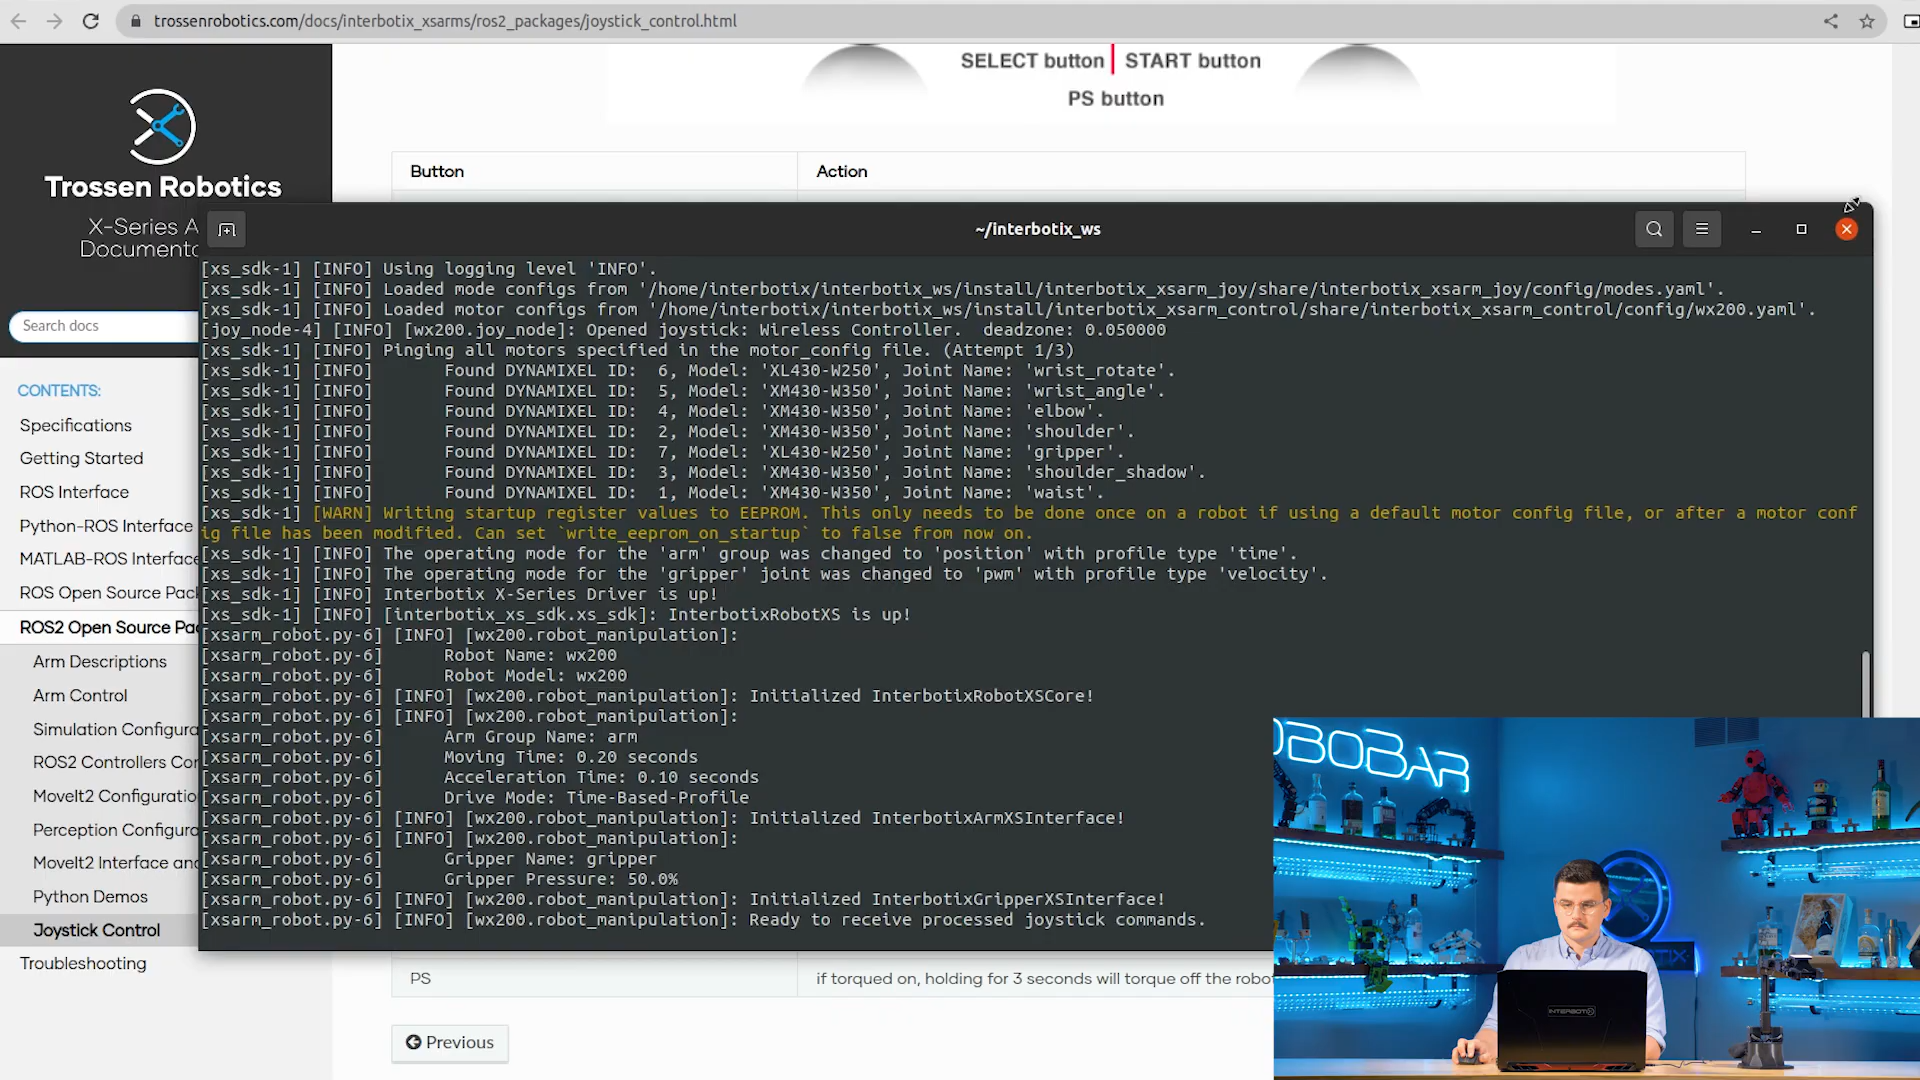 trossenrobotics.com/docs/interbotix_xsarms/ros2_packages/joystick_control.html
SELECT button | START button
PS button
Trossen Robotics
X-Series A
Documento
Search docs
CONTENTS:
Specifications
Getting Started
ROS Interface
Python-ROS Interface
MATLAB-ROS Interface
ROS Open Source Pac
ROS2 Open Source Pa
Arm Descriptions
Arm Control
Simulation Configura
ROS2 Controllers Con
MoveIt2 Configuratio
Perception Configura
MoveIt2 Interface and
Python Demos
Joystick Control
Troubleshooting
Button Action
~/interbotix_ws
[xs_sdk-1] [INFO] Using logging level 'INFO'.
[xs_sdk-1] [INFO] Loaded mode configs from '/home/interbotix/interbotix_ws/install/interbotix_xsarm_joy/share/interbotix_xsarm_joy/config/modes.yaml'.
[xs_sdk-1] [INFO] Loaded motor configs from '/home/interbotix/interbotix_ws/install/interbotix_xsarm_control/share/interbotix_xsarm_control/config/wx200.yaml'.
[joy_node-4] [INFO] [wx200.joy_node]: Opened joystick: Wireless Controller.  deadzone: 0.050000
[xs_sdk-1] [INFO] Pinging all motors specified in the motor_config file. (Attempt 1/3)
[xs_sdk-1] [INFO] Found DYNAMIXEL ID:  6, Model: 'XL430-W250', Joint Name: 'wrist_rotate'.
[xs_sdk-1] [INFO] Found DYNAMIXEL ID:  5, Model: 'XM430-W350', Joint Name: 'wrist_angle'.
[xs_sdk-1] [INFO] Found DYNAMIXEL ID:  4, Model: 'XM430-W350', Joint Name: 'elbow'.
[xs_sdk-1] [INFO] Found DYNAMIXEL ID:  2, Model: 'XM430-W350', Joint Name: 'shoulder'.
[xs_sdk-1] [INFO] Found DYNAMIXEL ID:  7, Model: 'XL430-W250', Joint Name: 'gripper'.
[xs_sdk-1] [INFO] Found DYNAMIXEL ID:  3, Model: 'XM430-W350', Joint Name: 'shoulder_shadow'.
[xs_sdk-1] [INFO] Found DYNAMIXEL ID:  1, Model: 'XM430-W350', Joint Name: 'waist'.
[xs_sdk-1] [WARN] Writing startup register values to EEPROM. This only needs to be done once on a robot if using a default motor config file, or after a motor conf
ig file has been modified. Can set `write_eeprom_on_startup` to false from now on.
[xs_sdk-1] [INFO] The operating mode for the 'arm' group was changed to 'position' with profile type 'time'.
[xs_sdk-1] [INFO] The operating mode for the 'gripper' joint was changed to 'pwm' with profile type 'velocity'.
[xs_sdk-1] [INFO] Interbotix X-Series Driver is up!
[xs_sdk-1] [INFO] [interbotix_xs_sdk.xs_sdk]: InterbotixRobotXS is up!
[xsarm_robot.py-6] [INFO] [wx200.robot_manipulation]:
[xsarm_robot.py-6] Robot Name: wx200
[xsarm_robot.py-6] Robot Model: wx200
[xsarm_robot.py-6] [INFO] [wx200.robot_manipulation]: Initialized InterbotixRobotXSCore!
[xsarm_robot.py-6] [INFO] [wx200.robot_manipulation]:
[xsarm_robot.py-6] Arm Group Name: arm
[xsarm_robot.py-6] Moving Time: 0.20 seconds
[xsarm_robot.py-6] Acceleration Time: 0.10 seconds
[xsarm_robot.py-6] Drive Mode: Time-Based-Profile
[xsarm_robot.py-6] [INFO] [wx200.robot_manipulation]: Initialized InterbotixArmXSInterface!
[xsarm_robot.py-6] [INFO] [wx200.robot_manipulation]:
[xsarm_robot.py-6] Gripper Name: gripper
[xsarm_robot.py-6] Gripper Pressure: 50.0%
[xsarm_robot.py-6] [INFO] [wx200.robot_manipulation]: Initialized InterbotixGripperXSInterface!
[xsarm_robot.py-6] [INFO] [wx200.robot_manipulation]: Ready to receive processed joystick commands.
PS if torqued on, holding for 3 seconds will torque off the robot
Previous
OBOBAR
INTERBOTIX